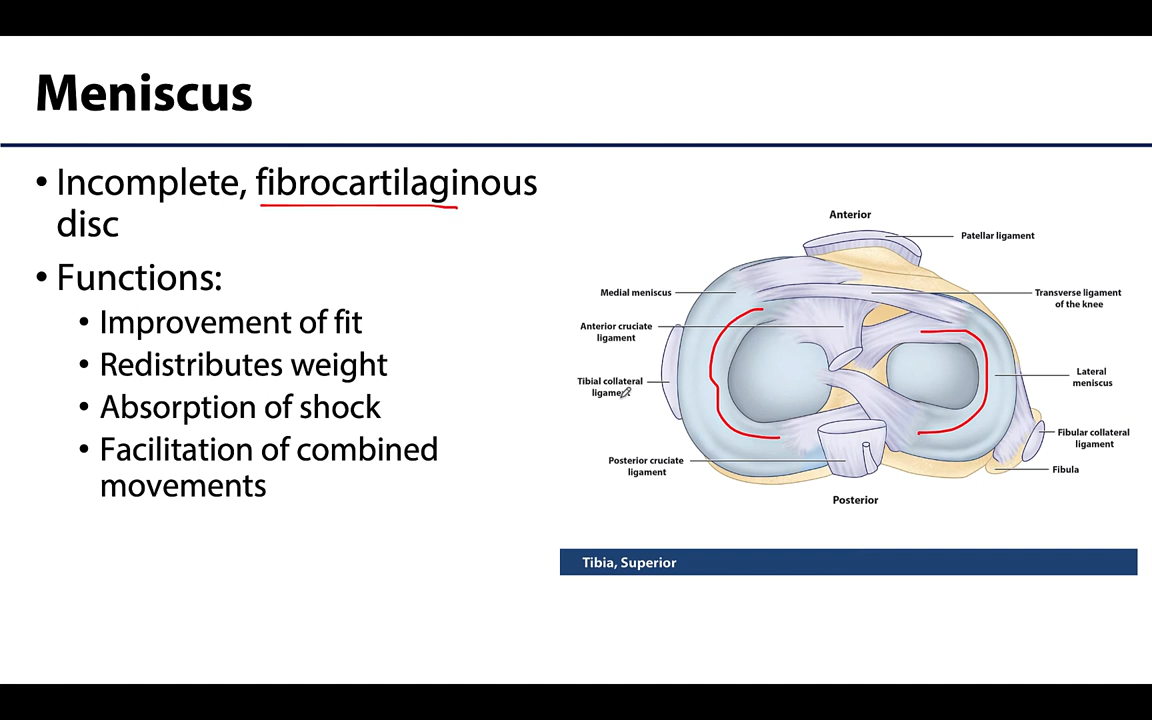 Meniscus
• Incomplete, fibrocartilaginous
disc
• Functions:
• Improvement of fit
• Redistributes weight
• Absorption of shock
• Facilitation of combined
movements
Anterior
Patellar ligament
Medial meniscus
Transverse ligament
of the knee
Anterior cruciate
ligament
Tibial collateral
ligament
Lateral
meniscus
Fibular collateral
ligament
Posterior cruciate
ligament
Fibula
Posterior
Tibia, Superior